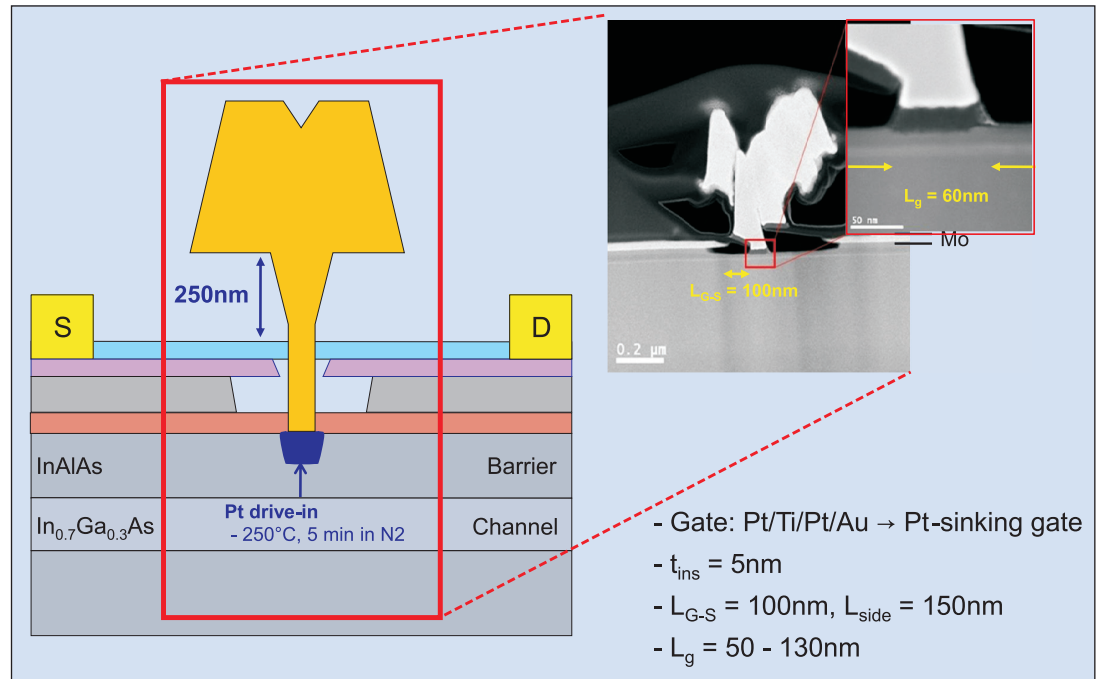 250nm
S
D
InAlAs
Barrier
In0.7Ga0.3As
Channel
Pt drive-in
- 250°C, 5 min in N2
Lg = 60nm
50 nm
Mo
LG-S = 100nm
0.2 μm
- Gate: Pt/Ti/Pt/Au → Pt-sinking gate
- tins = 5nm
- LG-S = 100nm, Lside = 150nm
- Lg = 50 - 130nm